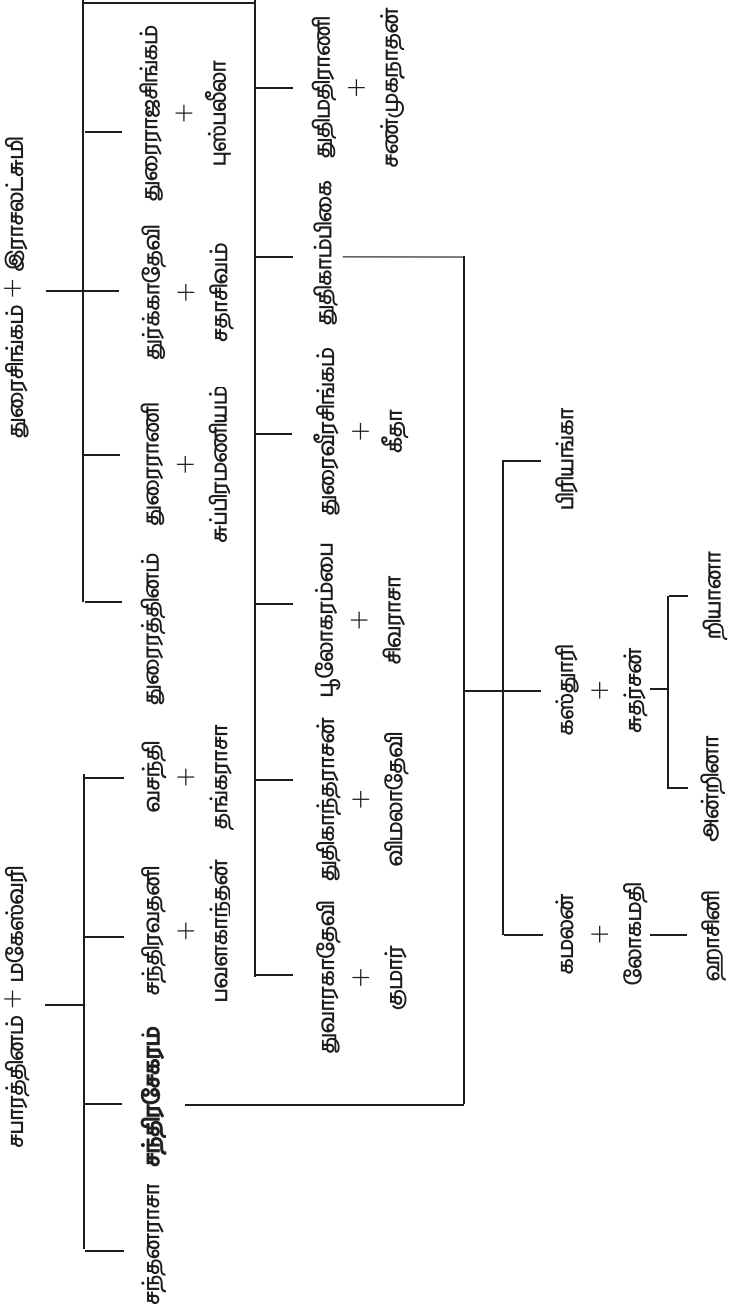 சபாரத்தினம் + மகேஸ்வரி
துரைசிங்கம் + இராசலட்சுமி
சந்தனராசா
சந்திரசேகரம்
சந்திரவதனி
+
பவளகாந்தன்
வசந்தி
+
தங்கராசா
துரைரத்தினம்
துரைராணி
+
சுப்பிரமணியம்
துர்க்காதேவி
+
சதாசிவம்
துரைராஜசிங்கம்
+
புஸ்பலீலா
துவாரகாதேவி
+
குமார்
துதிகாந்தராசன்
+
விமலாதேவி
பூலோகரம்பை
+
சிவராசா
துரைவீரசிங்கம்
+
கீதா
துதிகாம்பிகை
துதிமதிராணி
+
சண்முகநாதன்
கமலன்
+
லோகமதி
கஸ்தூரி
+
சுதர்சன்
பிரியங்கா
ஹாசினி
அன்றினா
றியானா